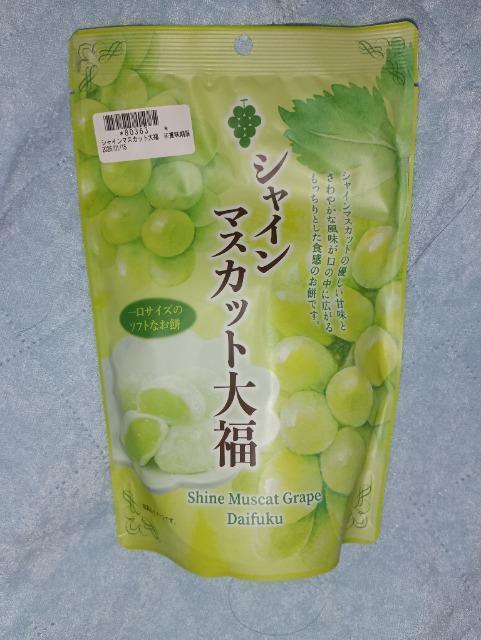 *80363
シャインマスカット大福
2026.01/18
シャイン
マスカット大福
シャインマスカットの優しい甘味と
さわやかな風味が口の中に広がる
もっちりとした食感のお餅です。
一口サイズの
ソフトなお餅
Shine Muscat Grape
Daifuku